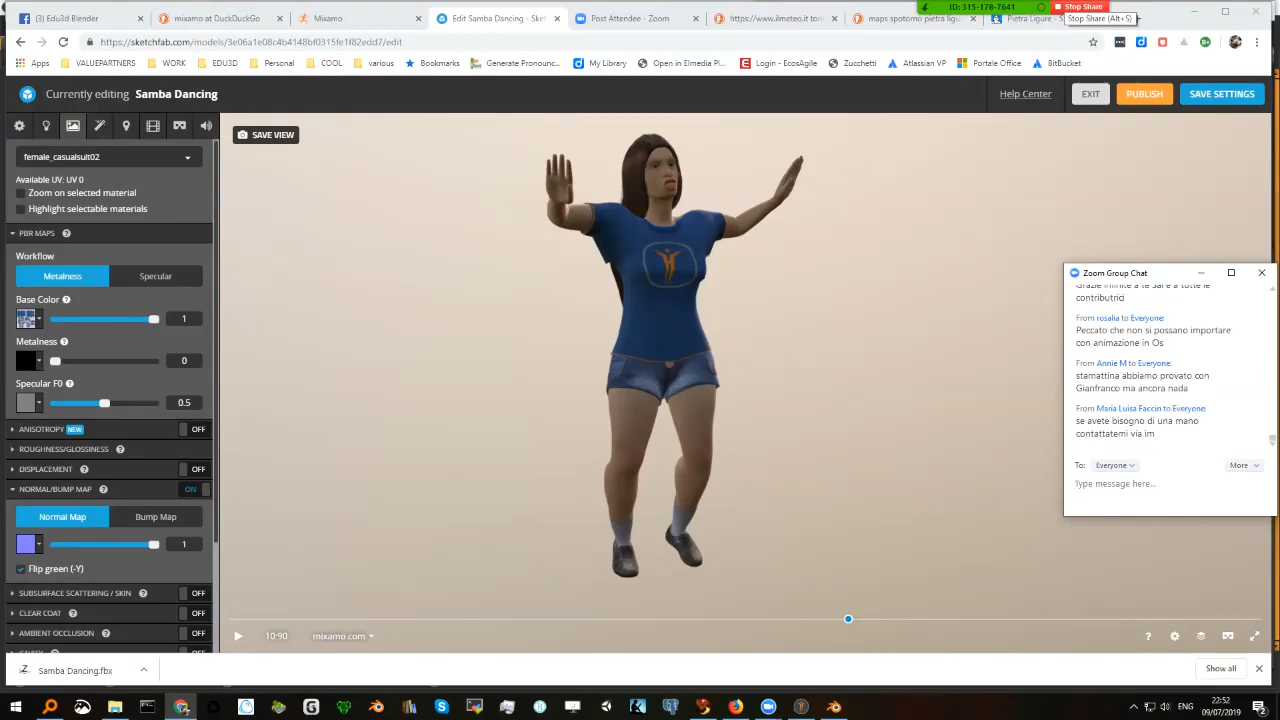 ID: 315-178-7641
Stop Share
Edu3d Blender
mixamo at DuckDuckGo
Mixamo
Edit Samba Dancing - Sket
Post Attendee - Zoom
https://www.ilmeteo.it
maps spotorno pietra ligu
Pietra Ligure - S
Stop Share (Alt+S)
https://sketchfab.com/models/3e06a1e08c4b4148bf0315fe1f82edd7/edit
Apps
VALUEPARTNERS
WORK
EDU3D
Personal
COOL
various
Bookmarks
Generate Pronounc...
My Library
Open in Elmedia Pl...
Login - EcosAgile
Zucchetti
Atlassian VP
Portale Office
BitBucket
Currently editing Samba Dancing
Help Center
EXIT
PUBLISH
SAVE SETTINGS
SAVE VIEW
female_casualsuit02
Available UV: UV 0
Zoom on selected material
Highlight selectable materials
PBR MAPS ?
Workflow
Metalness Specular
Base Color ?
1
Metalness ?
0
Specular F0 ?
0.5
ANISOTROPY NEW OFF
ROUGHNESS/GLOSSINESS ?
DISPLACEMENT ? OFF
NORMAL/BUMP MAP ? ON
Normal Map Bump Map
1
Flip green (-Y)
SUBSURFACE SCATTERING / SKIN ? OFF
CLEAR COAT ? OFF
AMBIENT OCCLUSION ? OFF
Zoom Group Chat
Grazie infinite a te Sare a tutte le
contributrici
From rosalia to Everyone:
Peccato che non si possano importare
con animazione in Os
From Annie M to Everyone:
stamattina abbiamo provato con
Gianfranco ma ancora nada
From Maria Luisa Faccin to Everyone:
se avete bisogno di una mano
contattatemi via im
To: Everyone More
Type message here...
10:90
mixamo.com
?
Samba Dancing.fbx
Show all
ENG
22:52
09/07/2019